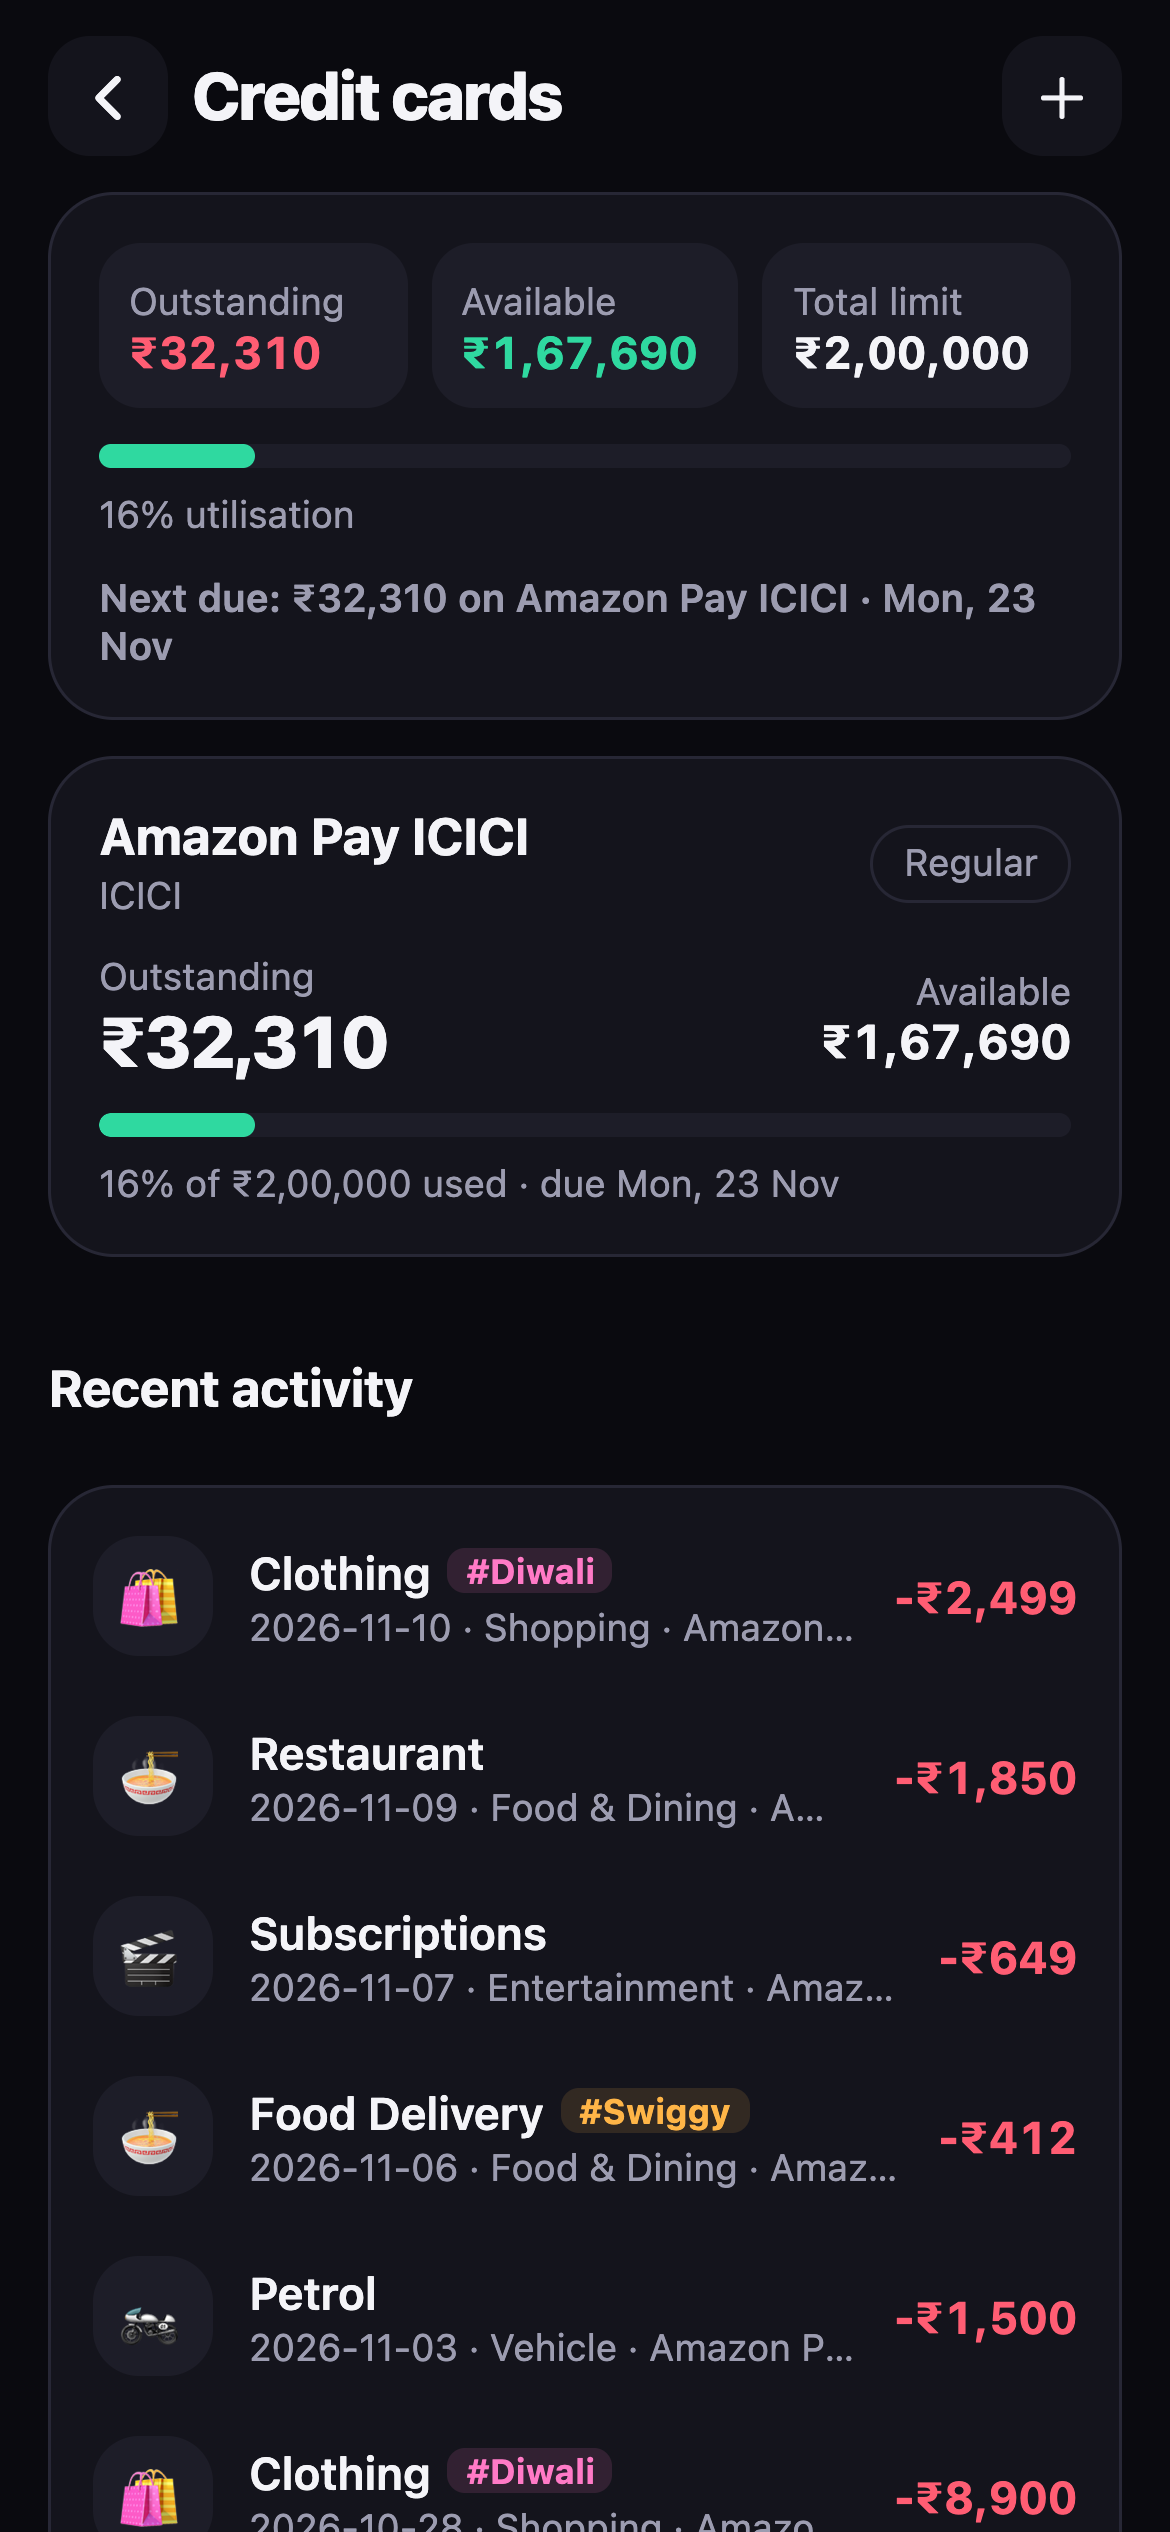 Credit cards
Outstanding
₹32,310
Available
₹1,67,690
Total limit
₹2,00,000
16% utilisation
Next due: ₹32,310 on Amazon Pay ICICI · Mon, 23
Nov
Amazon Pay ICICI
ICICI
Regular
Outstanding
₹32,310
Available
₹1,67,690
16% of ₹2,00,000 used · due Mon, 23 Nov
Recent activity
Clothing #Diwali
2026-11-10 · Shopping · Amazon...
-₹2,499
Restaurant
2026-11-09 · Food & Dining · A...
-₹1,850
Subscriptions
2026-11-07 · Entertainment · Amaz...
-₹649
Food Delivery #Swiggy
2026-11-06 · Food & Dining · Amaz...
-₹412
Petrol
2026-11-03 · Vehicle · Amazon P...
-₹1,500
Clothing #Diwali
2026-10-28 · Shopping · Amazo
-₹8,900